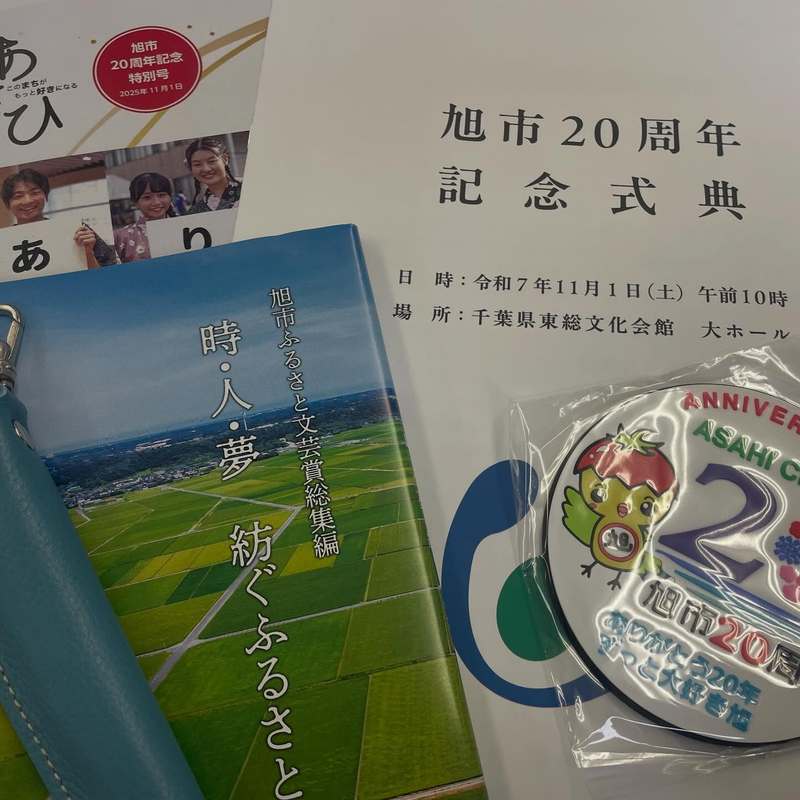 あ
ひ
このまちが
もっと好きになる
旭市
20周年記念
特別号
2025年11月1日
あ
り
旭市20周年
記念式典
日　時：令和7年11月1日(土) 午前10時
場　所：千葉県東総文化会館　大ホール
旭市ふるさと文芸賞総集編
時・人・夢　紡ぐふるさと
ANNIVER
ASAHI C
2
旭
旭市20周
ありがとう20年
ずっと大好き旭